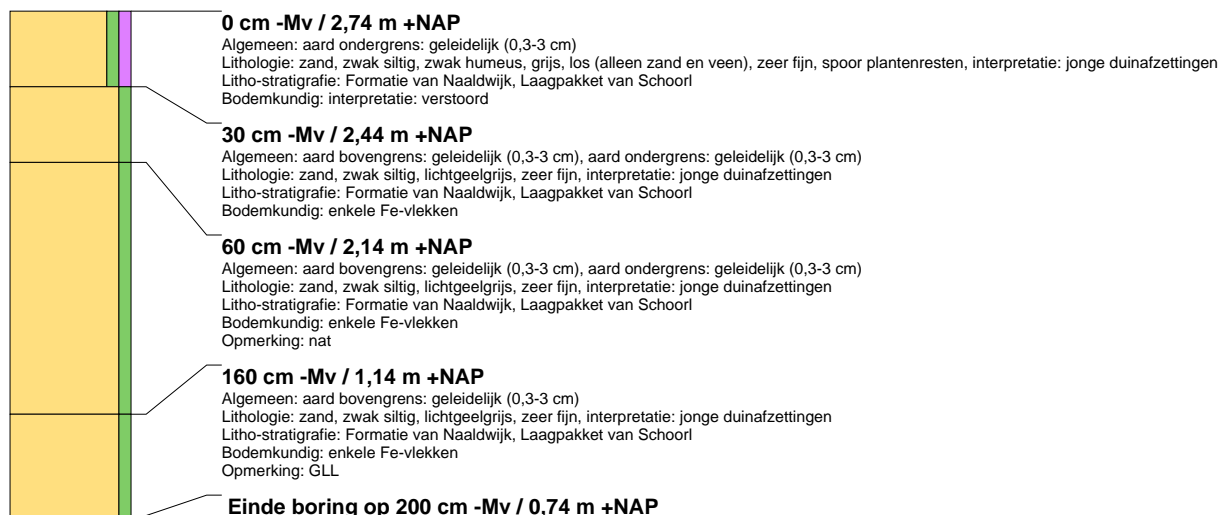 0 cm -Mv / 2,74 m +NAP
Algemeen: aard ondergrens: geleidelijk (0,3-3 cm)
Lithologie: zand, zwak siltig, zwak humeus, grijs, los (alleen zand en veen), zeer fijn, spoor plantenresten, interpretatie: jonge duinafzettingen
Litho-stratigrafie: Formatie van Naaldwijk, Laagpakket van Schoorl
Bodemkundig: interpretatie: verstoord
30 cm -Mv / 2,44 m +NAP
Algemeen: aard bovengrens: geleidelijk (0,3-3 cm), aard ondergrens: geleidelijk (0,3-3 cm)
Lithologie: zand, zwak siltig, lichtgeelgrijs, zeer fijn, interpretatie: jonge duinafzettingen
Litho-stratigrafie: Formatie van Naaldwijk, Laagpakket van Schoorl
Bodemkundig: enkele Fe-vlekken
60 cm -Mv / 2,14 m +NAP
Algemeen: aard bovengrens: geleidelijk (0,3-3 cm), aard ondergrens: geleidelijk (0,3-3 cm)
Lithologie: zand, zwak siltig, lichtgeelgrijs, zeer fijn, interpretatie: jonge duinafzettingen
Litho-stratigrafie: Formatie van Naaldwijk, Laagpakket van Schoorl
Bodemkundig: enkele Fe-vlekken
Opmerking: nat
160 cm -Mv / 1,14 m +NAP
Algemeen: aard bovengrens: geleidelijk (0,3-3 cm)
Lithologie: zand, zwak siltig, lichtgeelgrijs, zeer fijn, interpretatie: jonge duinafzettingen
Litho-stratigrafie: Formatie van Naaldwijk, Laagpakket van Schoorl
Bodemkundig: enkele Fe-vlekken
Opmerking: GLL
Einde boring op 200 cm -Mv / 0,74 m +NAP